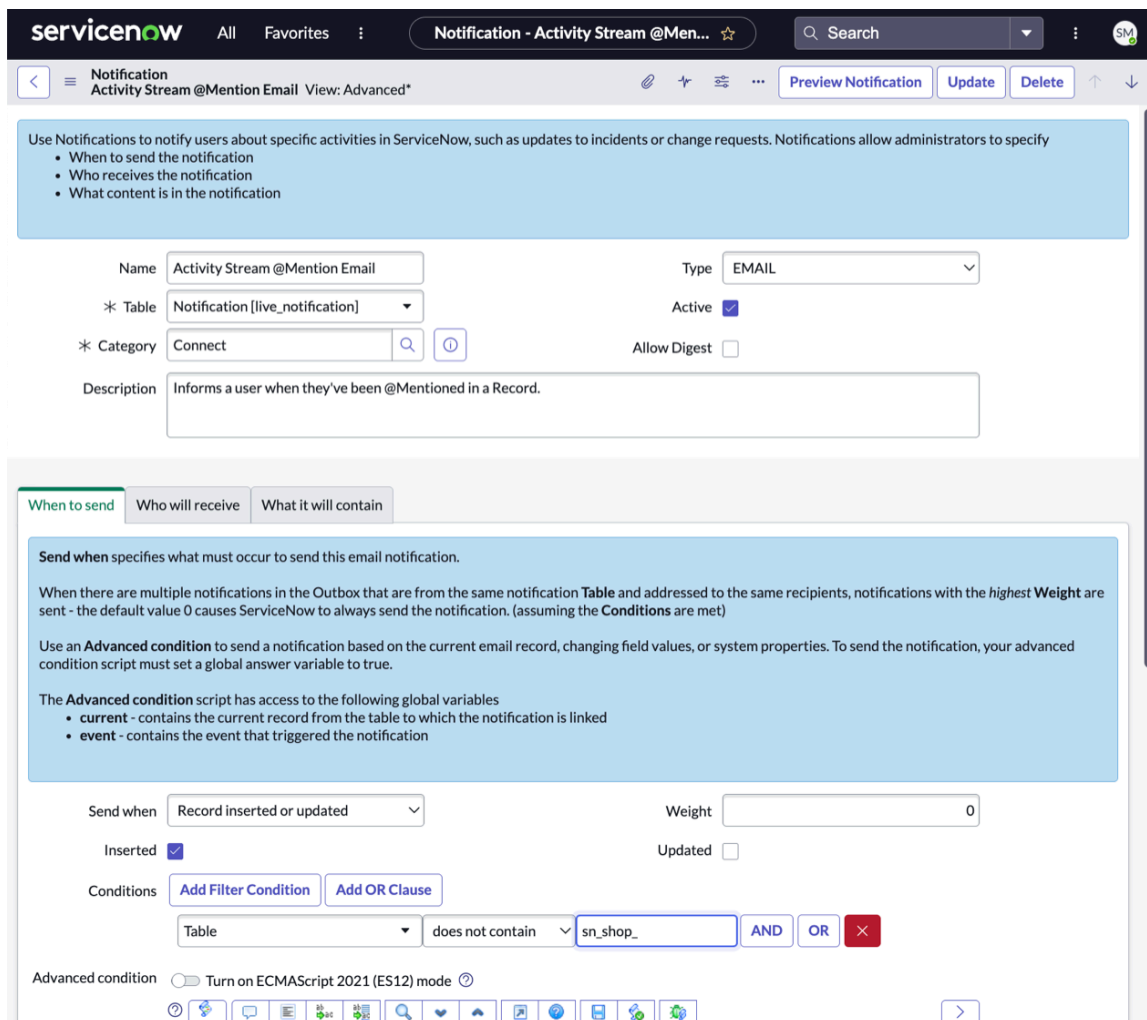 servicenow All Favorites Notification - Activity Stream @Men... Search SM
Notification
Activity Stream @Mention Email View: Advanced*
Preview Notification Update Delete
Use Notifications to notify users about specific activities in ServiceNow, such as updates to incidents or change requests. Notifications allow administrators to specify
• When to send the notification
• Who receives the notification
• What content is in the notification
Name Activity Stream @Mention Email Type EMAIL
Table Notification [live_notification] Active
Category Connect Allow Digest
Description Informs a user when they've been @Mentioned in a Record.
When to send Who will receive What it will contain
Send when specifies what must occur to send this email notification.
When there are multiple notifications in the Outbox that are from the same notification Table and addressed to the same recipients, notifications with the highest Weight are
sent - the default value 0 causes ServiceNow to always send the notification. (assuming the Conditions are met)
Use an Advanced condition to send a notification based on the current email record, changing field values, or system properties. To send the notification, your advanced
condition script must set a global answer variable to true.
The Advanced condition script has access to the following global variables
• current - contains the current record from the table to which the notification is linked
• event - contains the event that triggered the notification
Send when Record inserted or updated Weight 0
Inserted Updated
Conditions Add Filter Condition Add OR Clause
Table does not contain sn_shop_ AND OR
Advanced condition Turn on ECMAScript 2021 (ES12) mode